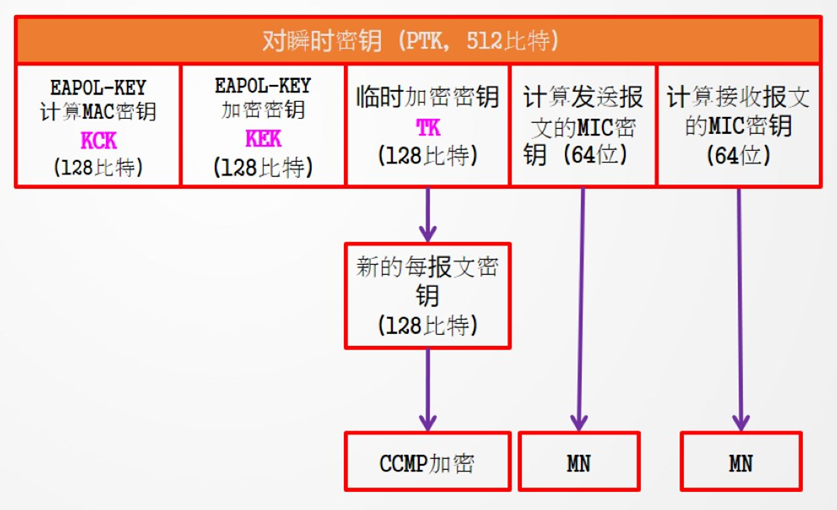 对瞬时密钥（PTK，512比特）
EAPOL-KEY
计算MAC密钥
KCK
(128比特)
EAPOL-KEY
加密密钥
KEK
(128比特)
临时加密密钥
TK
(128比特)
计算发送报
文的MIC密
钥（64位）
计算接收报文
的MIC密钥
(64位)
新的每报文密
钥
(128比特)
CCMP加密
MN
MN